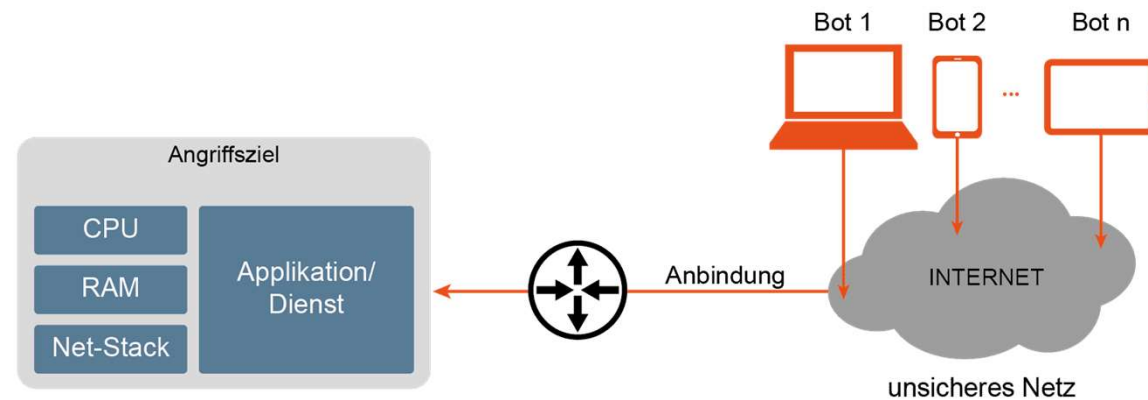 Bot 1
Bot 2
Bot n
...
Angriffsziel
CPU
RAM
Net-Stack
Applikation/
Dienst
Anbindung
INTERNET
unsicheres Netz